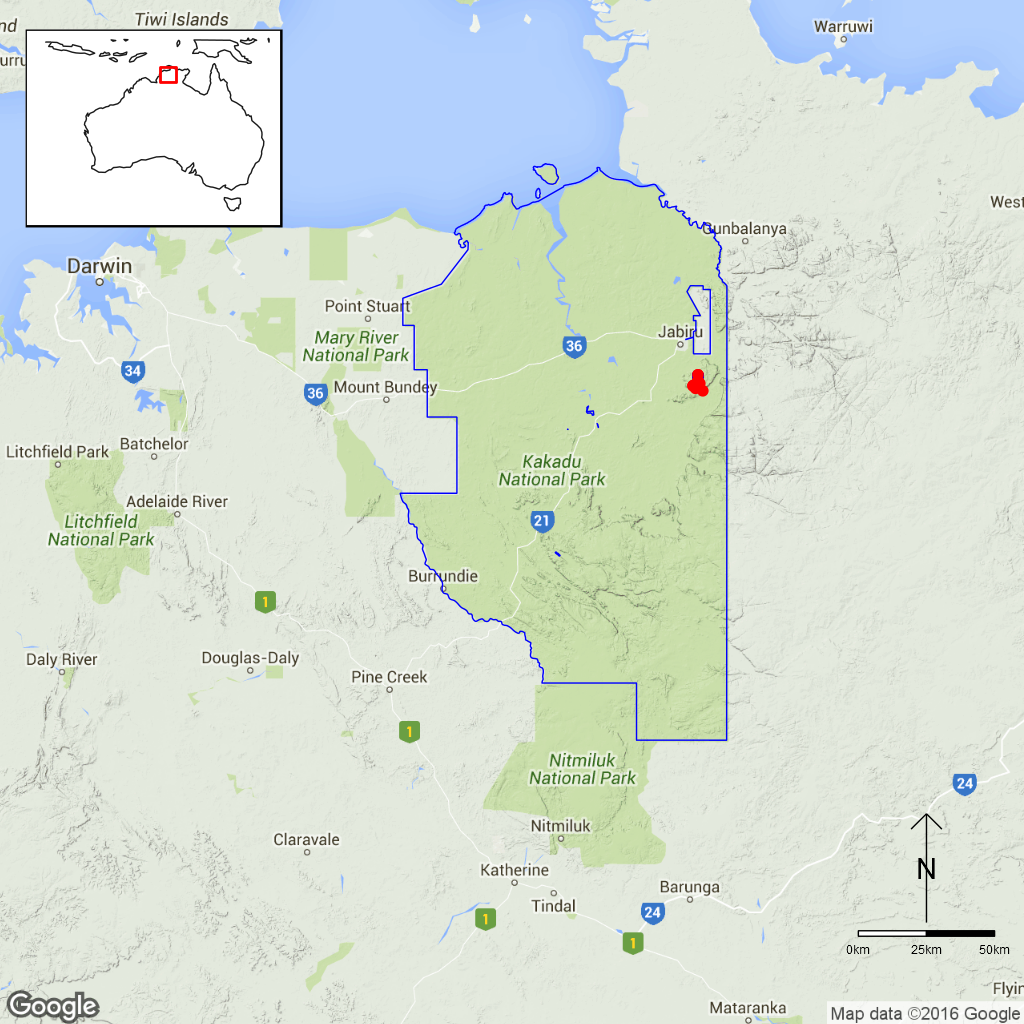 Tiwi Islands
nd
urru
Warruwi
West
Gunbalanya
Darwin
Point Stuart
Mary River
National Park
Jabiru
36
34
36
Mount Bundey
Batchelor
Litchfield Park
Kakadu
National Park
Adelaide River
Litchfield
National Park
21
Burrundie
1
Daly River
Douglas-Daly
Pine Creek
1
Nitmiluk
National Park
24
Nitmiluk
Claravale
N
Katherine
Barunga
Tindal
24
1
1
0km 25km 50km
Flyin
Mataranka
Google
Map data ©2016 Google